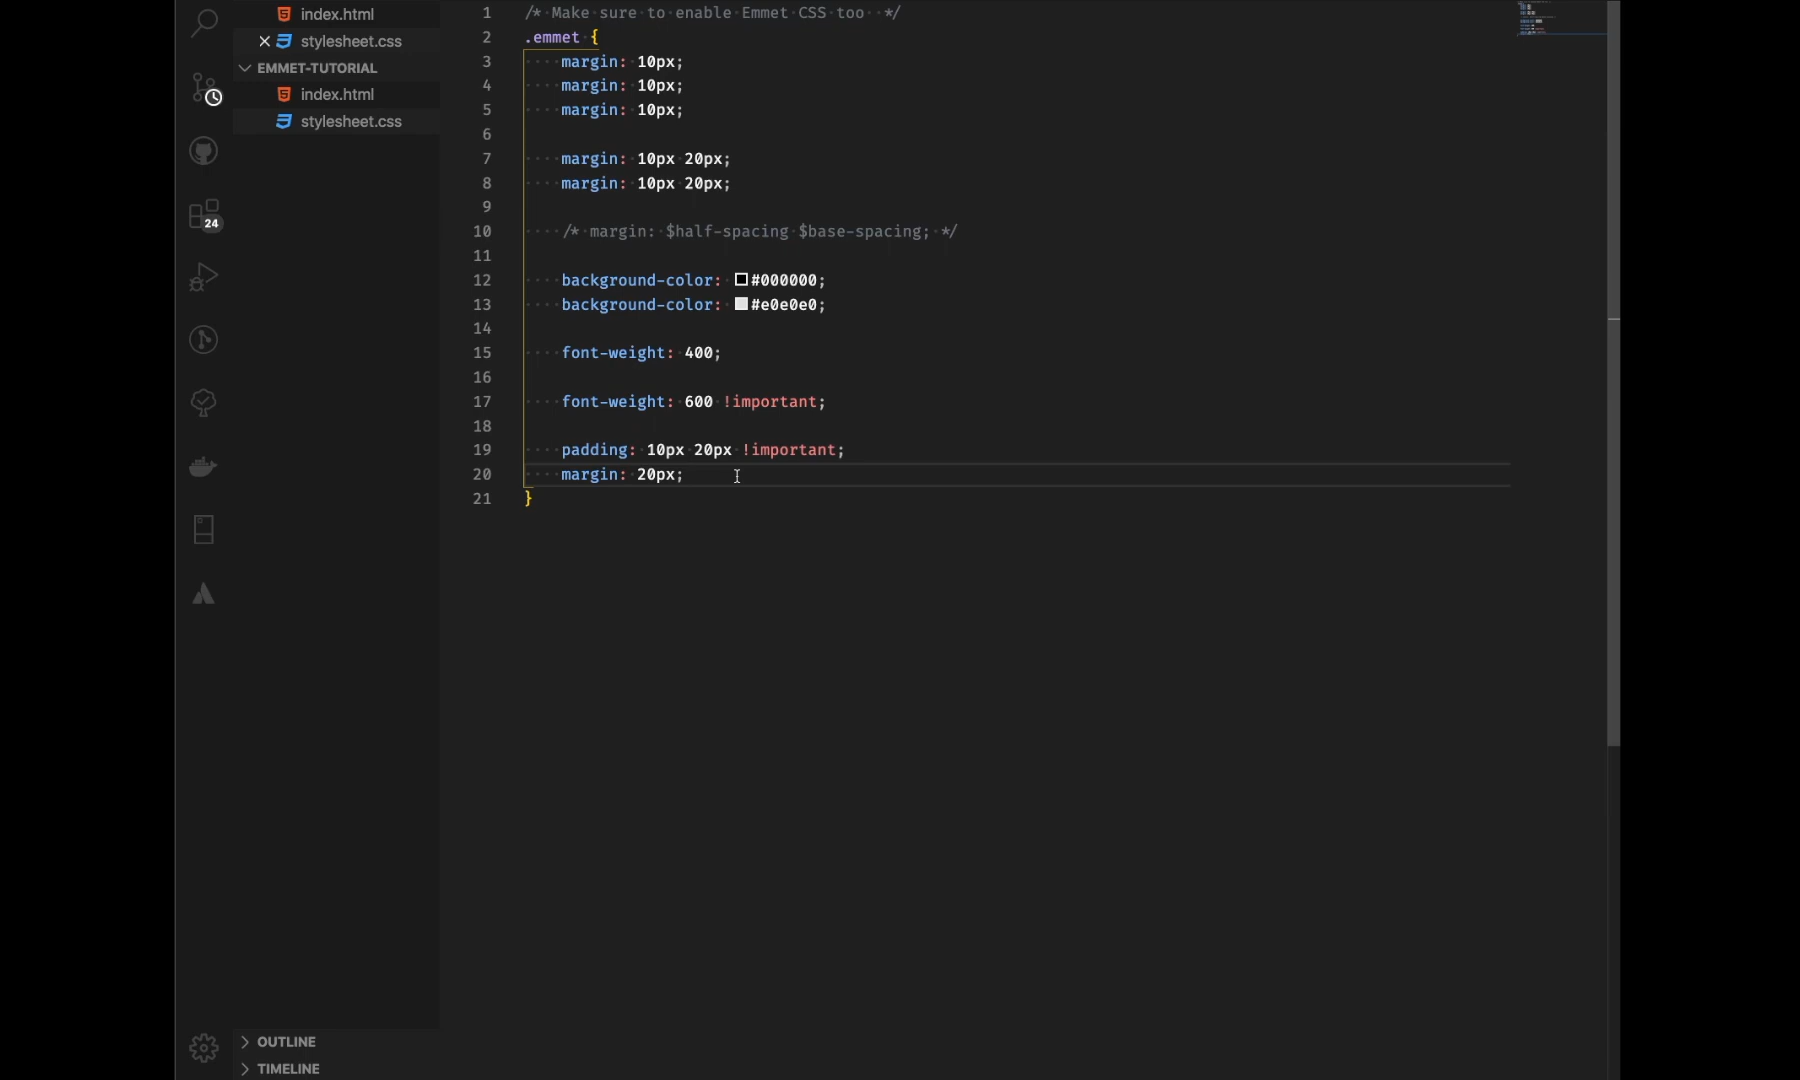 index.html
stylesheet.css
EMMET-TUTORIAL
index.html
stylesheet.css
24
OUTLINE
TIMELINE
1 /* Make sure to enable Emmet CSS too  */
2 .emmet {
3     margin: 10px;
4     margin: 10px;
5     margin: 10px;
6
7     margin: 10px 20px;
8     margin: 10px 20px;
9
10     /* margin: $half-spacing $base-spacing; */
11
12     background-color: #000000;
13     background-color: #e0e0e0;
14
15     font-weight: 400;
16
17     font-weight: 600 !important;
18
19     padding: 10px 20px !important;
20     margin: 20px;
21 }